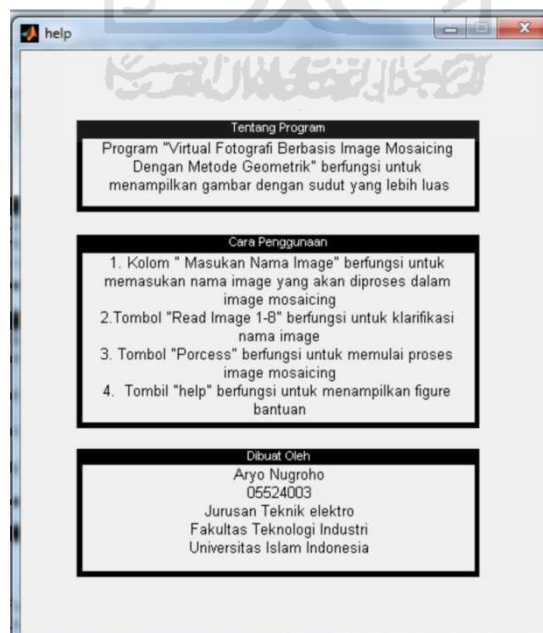 help
Tentang Program
Program "Virtual Fotografi Berbasis Image Mosaicing
Dengan Metode Geometrik" berfungsi untuk
menampilkan gambar dengan sudut yang lebih luas
Cara Penggunaan
1. Kolom " Masukan Nama Image" berfungsi untuk
memasukan nama image yang akan diproses dalam
image mosaicing
2.Tombol "Read Image 1-8" berfungsi untuk klarifikasi
nama image
3. Tombol "Porcess" berfungsi untuk memulai proses
image mosaicing
4. Tombil "help" berfungsi untuk menampilkan figure
bantuan
Dibuat Oleh
Aryo Nugroho
05524003
Jurusan Teknik elektro
Fakultas Teknologi Industri
Universitas Islam Indonesia